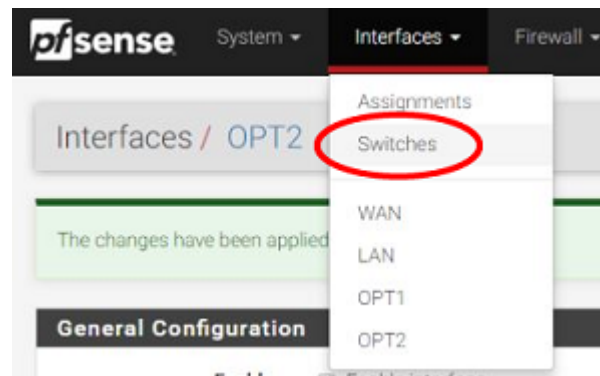 pfsense System Interfaces Firewall
Assignments
Interfaces / OPT2
Switches
WAN
The changes have been applied
LAN
OPT1
General Configuration
OPT2